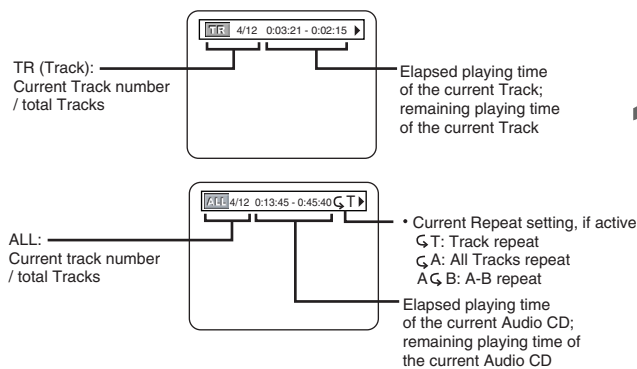 TR 4/12 0:03:21 - 0:02:15
TR (Track):
Current Track number
/ total Tracks
Elapsed playing time
of the current Track;
remaining playing time
of the current Track
ALL 4/12 0:13:45 - 0:45:40 T
ALL:
Current track number
/ total Tracks
• Current Repeat setting, if active
T: Track repeat
A: All Tracks repeat
A B: A-B repeat
Elapsed playing time
of the current Audio CD;
remaining playing time of
the current Audio CD